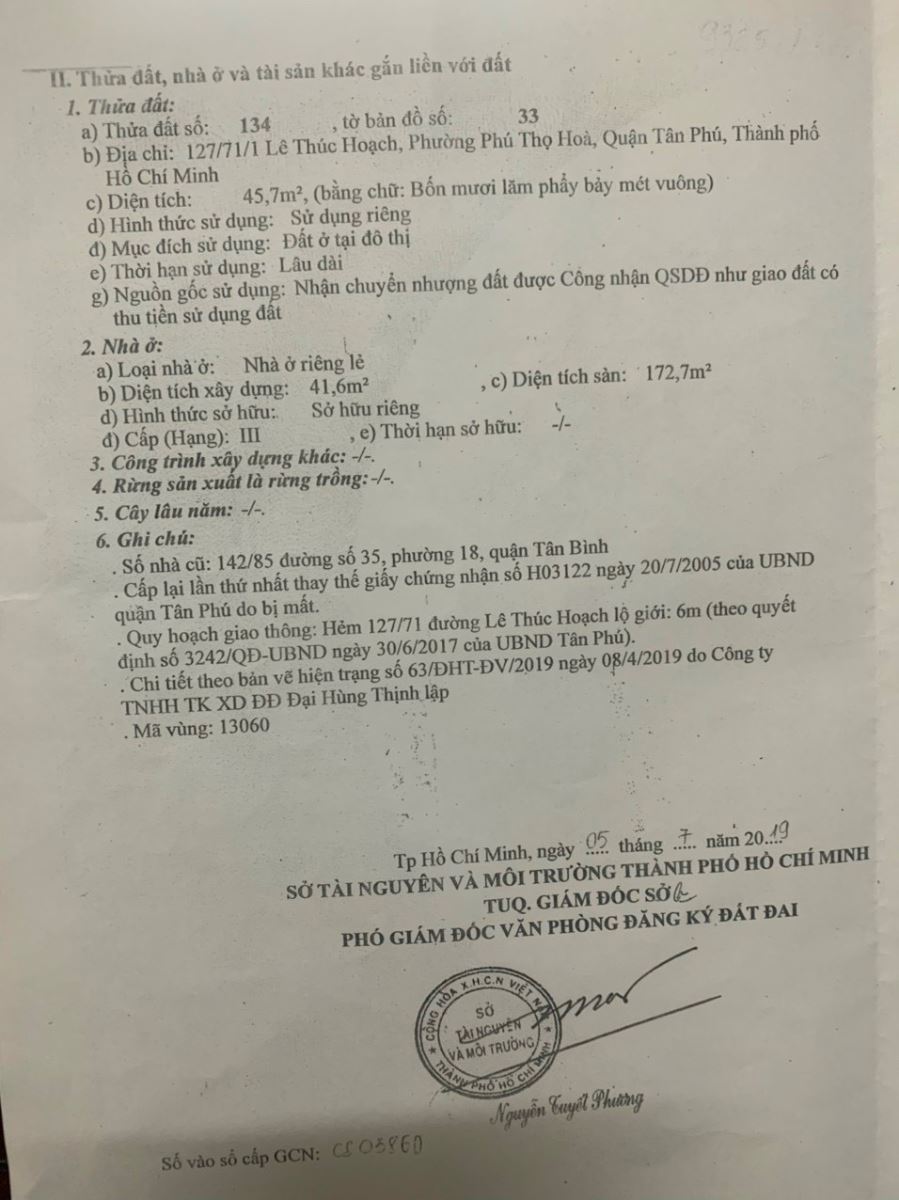 II. Thửa đất, nhà ở và tài sản khác gắn liền với đất
1. Thửa đất:
a) Thửa đất số: 134 , tờ bản đồ số: 33
b) Địa chỉ: 127/71/1 Lê Thúc Hoạch, Phường Phú Thọ Hoà, Quận Tân Phú, Thành phố
Hồ Chí Minh
c) Diện tích: 45,7m², (bằng chữ: Bốn mươi lăm phẩy bảy mét vuông)
d) Hình thức sử dụng: Sử dụng riêng
đ) Mục đích sử dụng: Đất ở tại đô thị
e) Thời hạn sử dụng: Lâu dài
g) Nguồn gốc sử dụng: Nhận chuyển nhượng đất được Công nhận QSDĐ như giao đất có
thu tiền sử dụng đất
2. Nhà ở:
a) Loại nhà ở: Nhà ở riêng lẻ
b) Diện tích xây dựng: 41,6m² , c) Diện tích sàn: 172,7m²
d) Hình thức sở hữu: Sở hữu riêng
đ) Cấp (Hạng): III , e) Thời hạn sở hữu: -/-
3. Công trình xây dựng khác: -/-.
4. Rừng sản xuất là rừng trồng: -/-.
5. Cây lâu năm: -/-.
6. Ghi chú:
. Số nhà cũ: 142/85 đường số 35, phường 18, quận Tân Bình
. Cấp lại lần thứ nhất thay thế giấy chứng nhận số H03122 ngày 20/7/2005 của UBND
quận Tân Phú do bị mất.
. Quy hoạch giao thông: Hẻm 127/71 đường Lê Thúc Hoạch lộ giới: 6m (theo quyết
định số 3242/QĐ-UBND ngày 30/6/2017 của UBND Tân Phú).
. Chi tiết theo bản vẽ hiện trạng số 63/ĐHT-ĐV/2019 ngày 08/4/2019 do Công ty
TNHH TK XD ĐĐ Đại Hùng Thịnh lập
. Mã vùng: 13060
Tp Hồ Chí Minh, ngày 05 tháng 7 năm 2019
SỞ TÀI NGUYÊN VÀ MÔI TRƯỜNG THÀNH PHỐ HỒ CHÍ MINH
TUQ. GIÁM ĐỐC SỞ
PHÓ GIÁM ĐỐC VĂN PHÒNG ĐĂNG KÝ ĐẤT ĐAI
CỘNG HÒA X.H.C.N VIỆT NAM
SỞ
TÀI NGUYÊN
VÀ MÔI TRƯỜNG
THÀNH PHỐ HỒ CHÍ MINH
Nguyễn Tuyết Phương
Số vào sổ cấp GCN: CS 03860